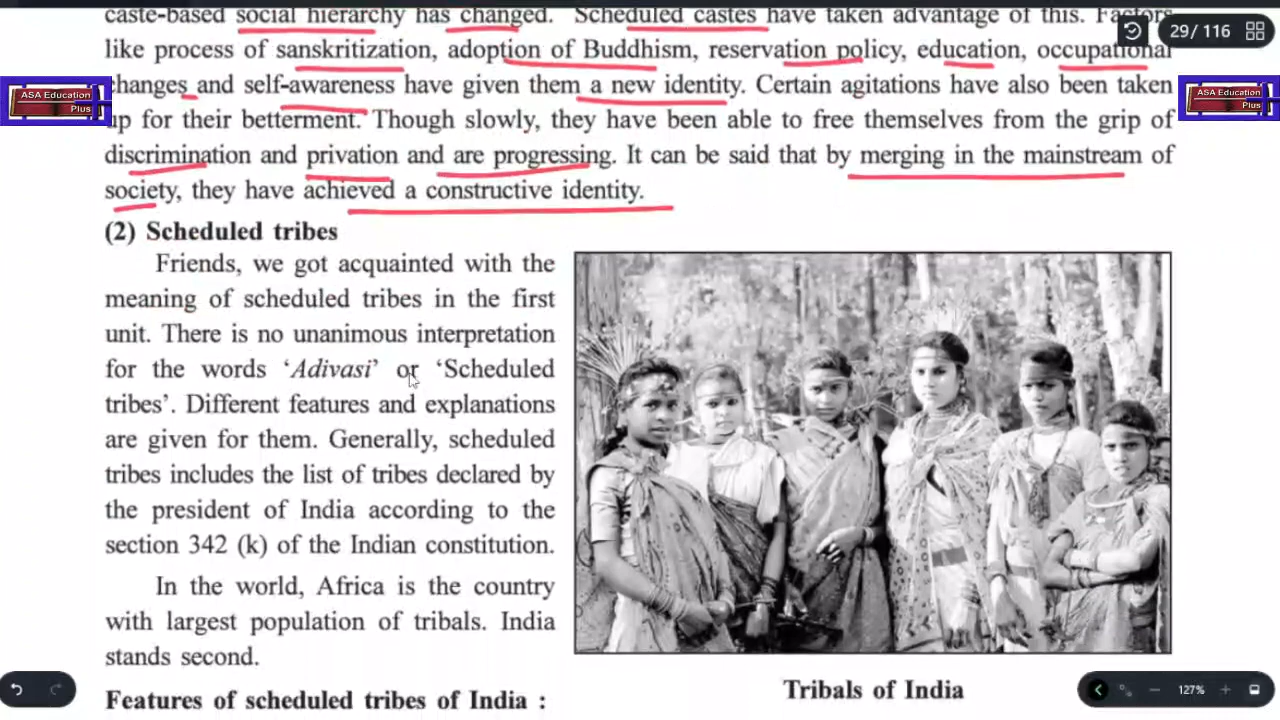 caste-based social hierarchy has changed. Scheduled castes have taken advantage of this. Factors
29 / 116
like process of sanskritization, adoption of Buddhism, reservation policy, education, occupational
changes and self-awareness have given them a new identity. Certain agitations have also been taken
ASA Education
Plus
ASA Education
Plus
up for their betterment. Though slowly, they have been able to free themselves from the grip of
discrimination and privation and are progressing. It can be said that by merging in the mainstream of
society, they have achieved a constructive identity.
(2) Scheduled tribes
Friends, we got acquainted with the
meaning of scheduled tribes in the first
unit. There is no unanimous interpretation
for the words ‘Adivasi’ or ‘Scheduled
tribes’. Different features and explanations
are given for them. Generally, scheduled
tribes includes the list of tribes declared by
the president of India according to the
section 342 (k) of the Indian constitution.
In the world, Africa is the country
with largest population of tribals. India
stands second.
Features of scheduled tribes of India :
Tribals of India
127%